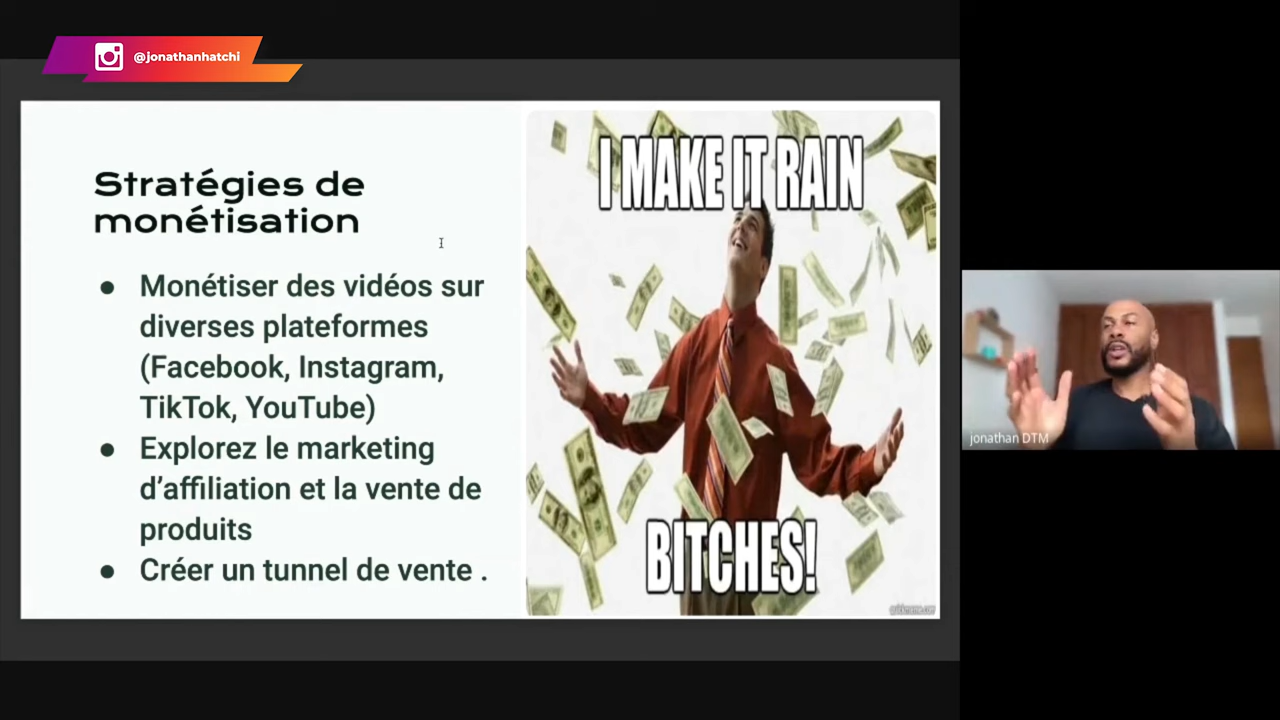 @jonathanhatchi
Stratégies de
monétisation
● Monétiser des vidéos sur
diverses plateformes
(Facebook, Instagram,
TikTok, YouTube)
● Explorez le marketing
d’affiliation et la vente de
produits
● Créer un tunnel de vente .
I MAKE IT RAIN
BITCHES!
jonathan DTM